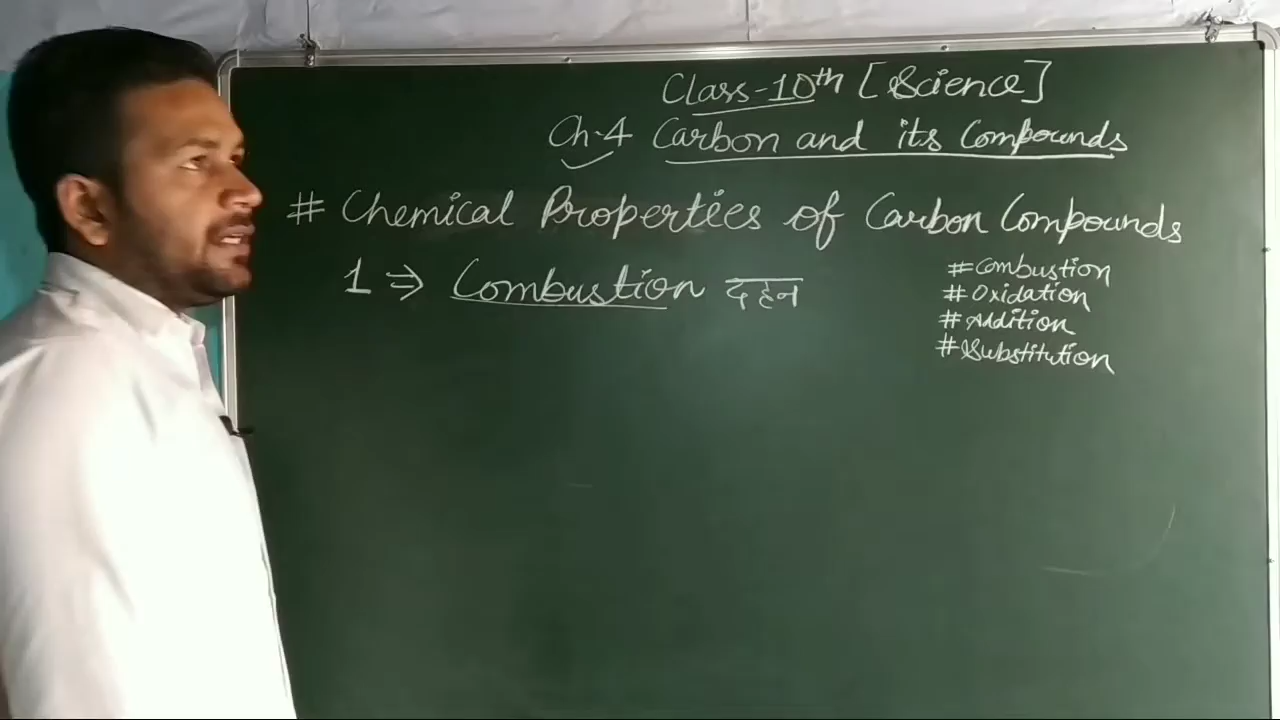 Class-10th [Science]
Ch-4 Carbon and its Compounds
# Chemical Properties of Carbon Compounds
1 ⇒ Combustion दहन
#Combustion
#Oxidation
#Addition
#Substitution